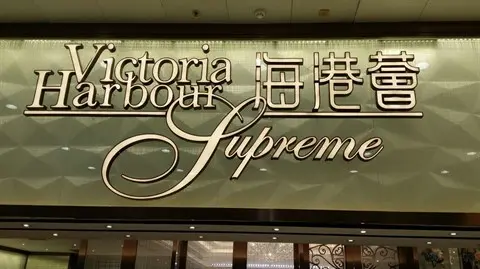 Victoria
Harbour 海港薈
Supreme